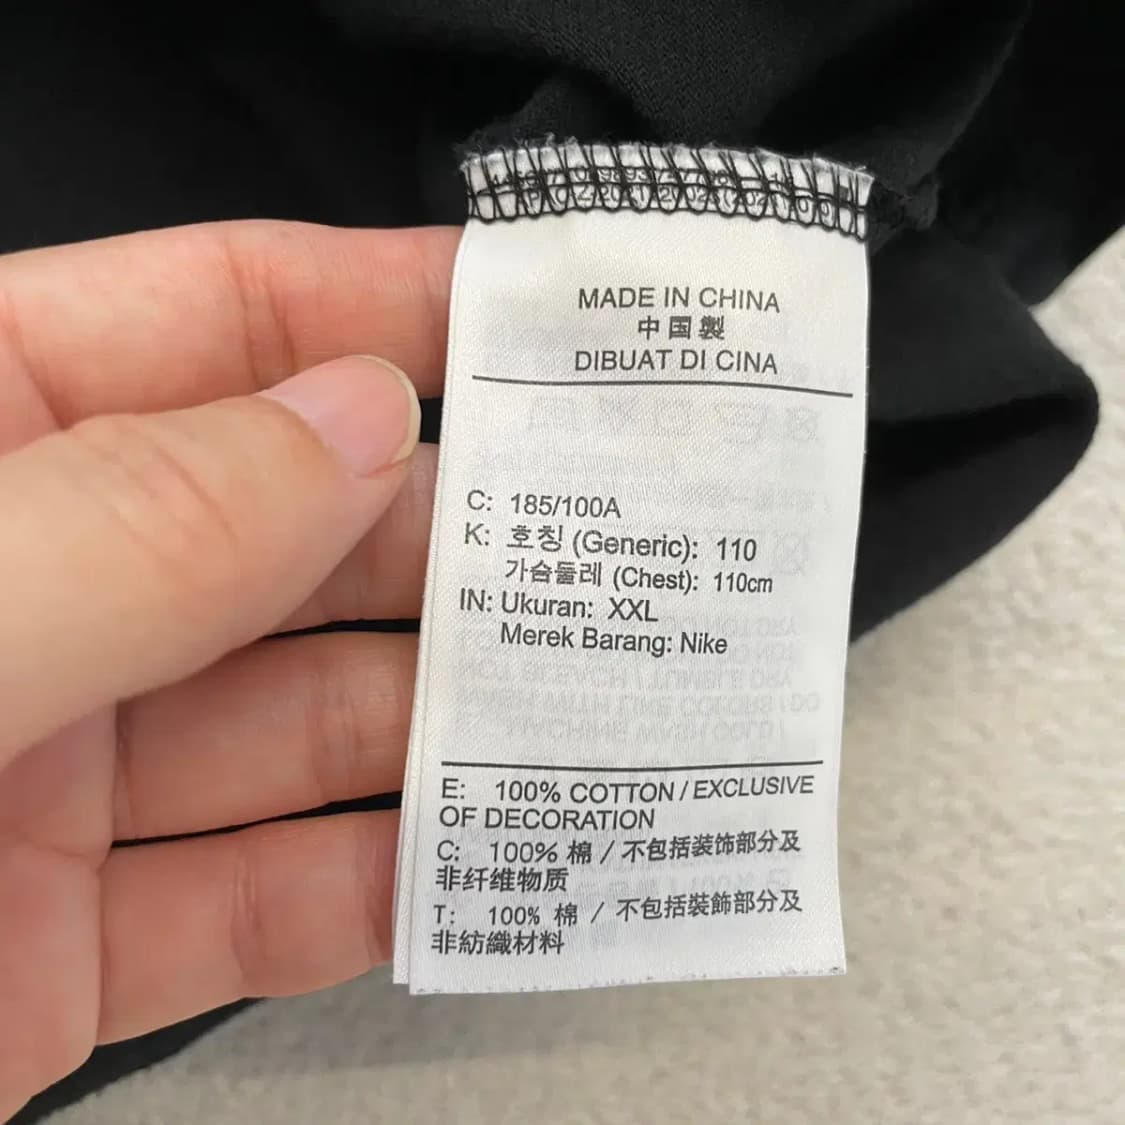 MADE IN CHINA
中国製
DIBUAT DI CINA
C: 185/100A
K: 호칭 (Generic): 110
가슴둘레 (Chest): 110cm
IN: Ukuran: XXL
Merek Barang: Nike
E: 100% COTTON / EXCLUSIVE
OF DECORATION
C: 100% 棉 / 不包括装饰部分及
非纤维物质
T: 100% 棉 / 不包括裝飾部分及
非紡織材料